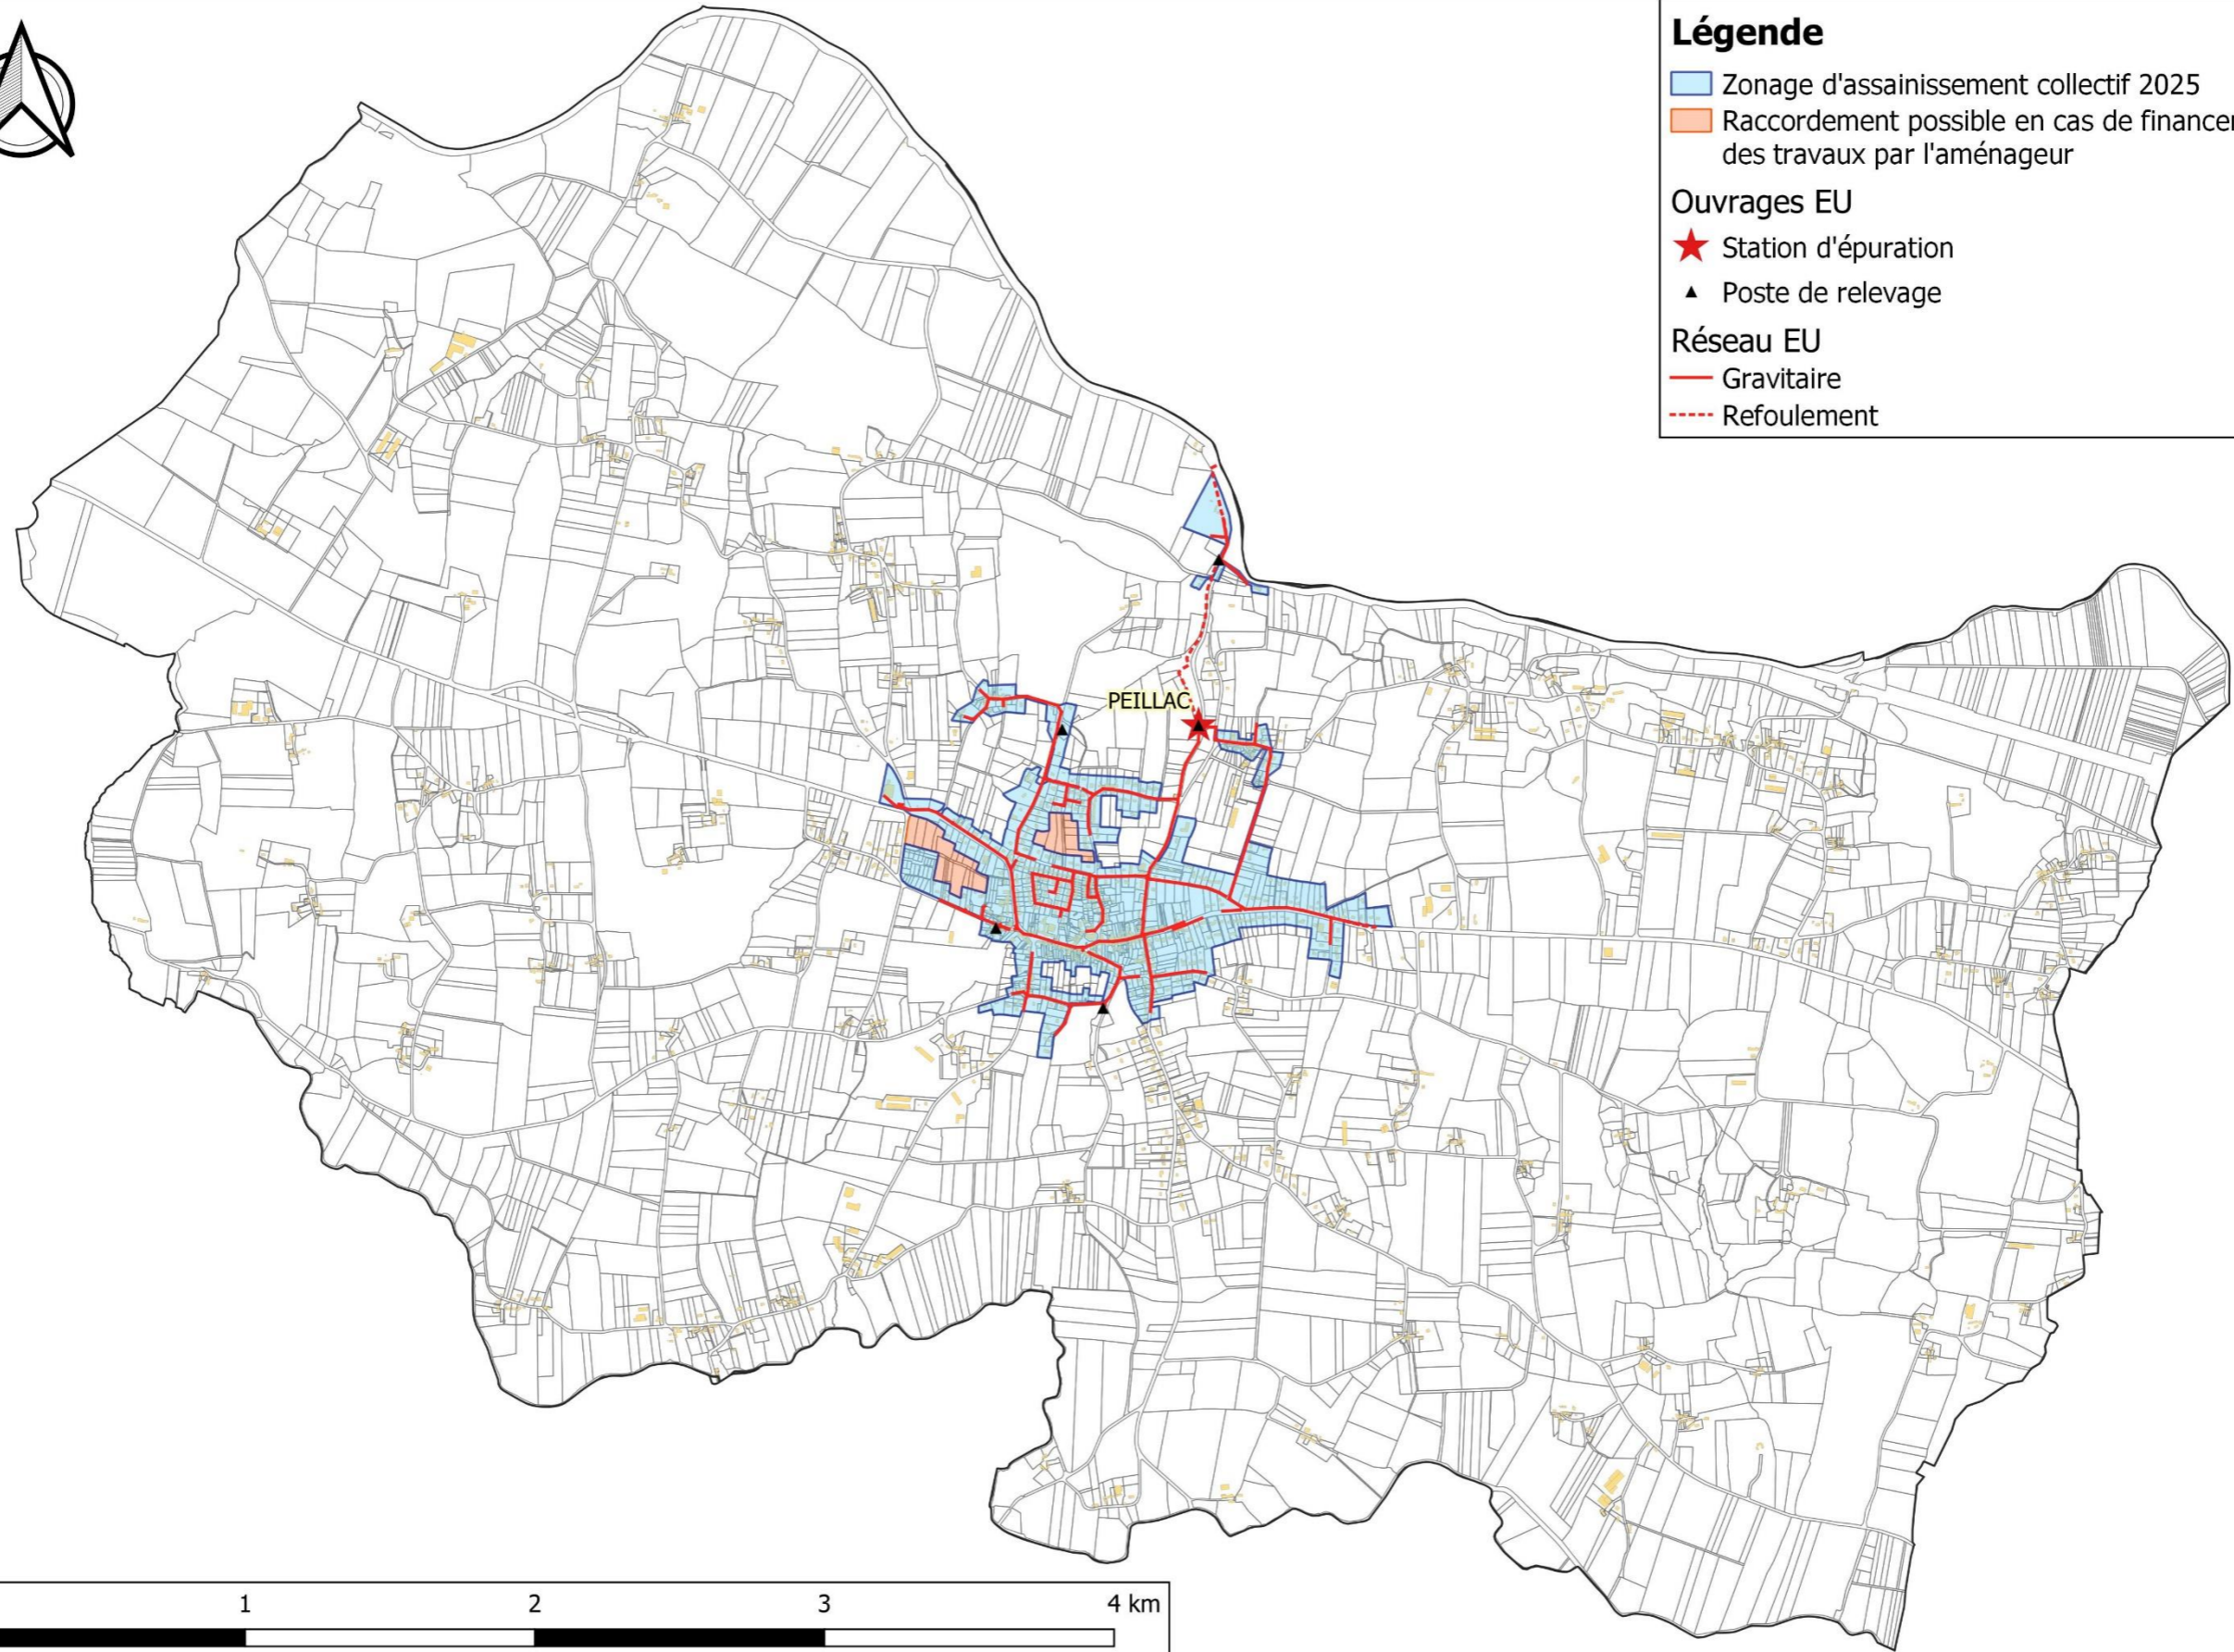 Légende
Zonage d'assainissement collectif 2025
Raccordement possible en cas de
des travaux par l'aménageur
Ouvrages EU
Station d'épuration
Poste de relevage
Réseau EU
Gravitaire
Refoulement
PEILLAC
1 2 3 4 km